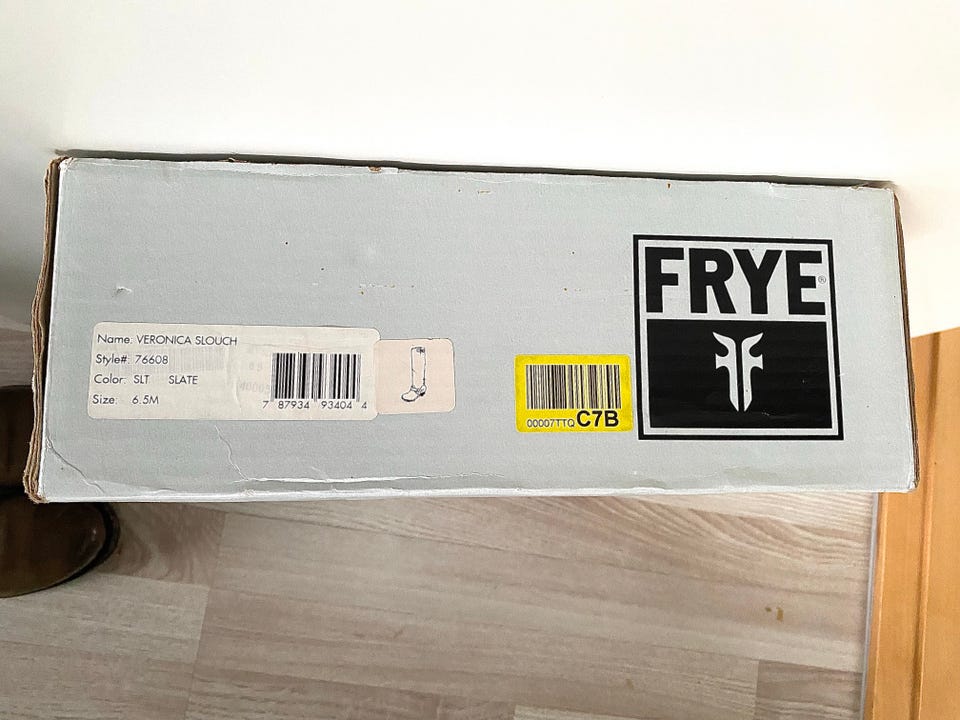 Name: VERONICA SLOUCH
Style#: 76608
Color: SLT SLATE
Size: 6.5M
7 87934 93404 4
00007TTQ C7B
FRYE®